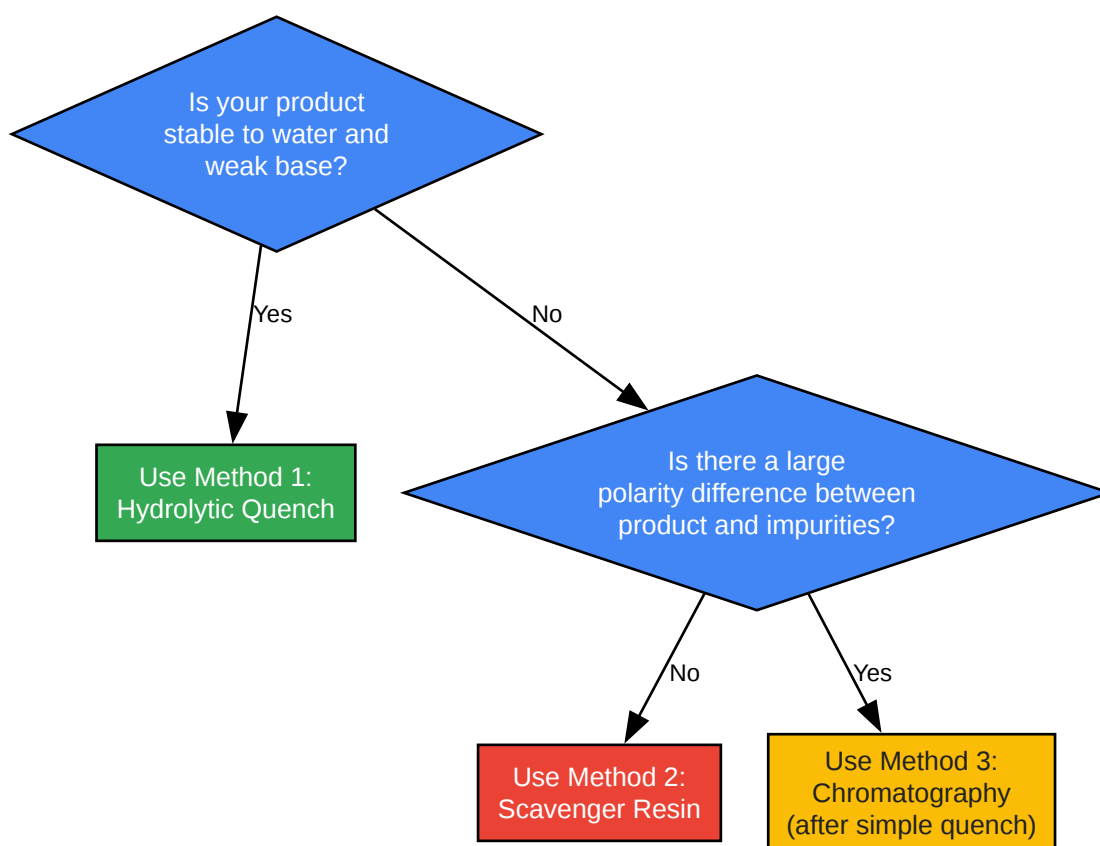 Is your product
stable to water and
weak base?
Yes
No
Use Method 1:
Hydrolytic Quench
Is there a large
polarity difference between
product and impurities?
No
Yes
Use Method 2:
Scavenger Resin
Use Method 3:
Chromatography
(after simple quench)